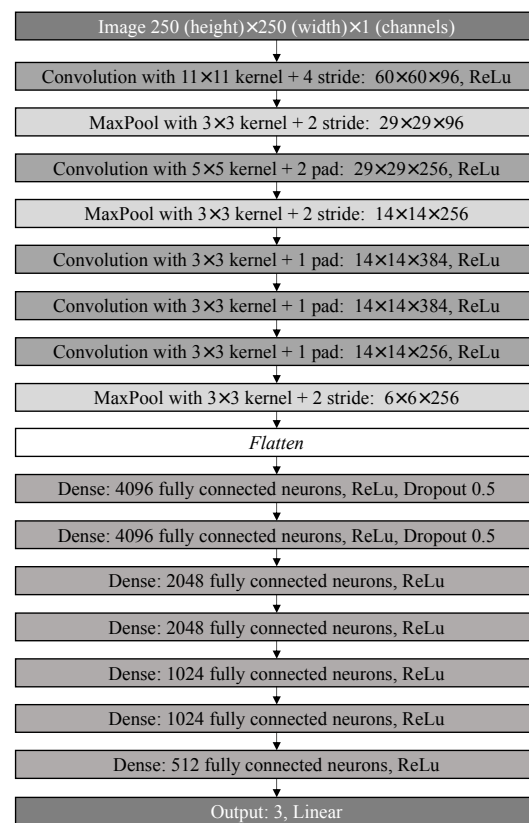 Image 250 (height)×250 (width)×1 (channels)
Convolution with 11×11 kernel + 4 stride: 60×60×96, ReLu
MaxPool with 3×3 kernel + 2 stride: 29×29×96
Convolution with 5×5 kernel + 2 pad: 29×29×256, ReLu
MaxPool with 3×3 kernel + 2 stride: 14×14×256
Convolution with 3×3 kernel + 1 pad: 14×14×384, ReLu
Convolution with 3×3 kernel + 1 pad: 14×14×384, ReLu
Convolution with 3×3 kernel + 1 pad: 14×14×256, ReLu
MaxPool with 3×3 kernel + 2 stride: 6×6×256
Flatten
Dense: 4096 fully connected neurons, ReLu, Dropout 0.5
Dense: 4096 fully connected neurons, ReLu, Dropout 0.5
Dense: 2048 fully connected neurons, ReLu
Dense: 2048 fully connected neurons, ReLu
Dense: 1024 fully connected neurons, ReLu
Dense: 1024 fully connected neurons, ReLu
Dense: 512 fully connected neurons, ReLu
Output: 3, Linear